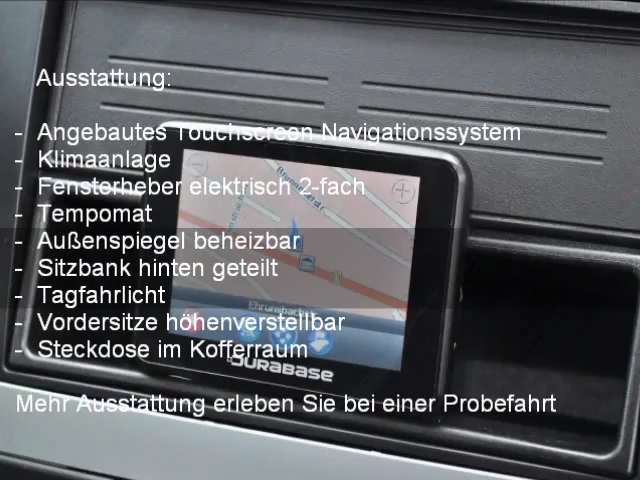 Ausstattung:
- Angebautes Touchscreen-Navigationssystem
- Klimaanlage
- Fensterheber elektrisch 2-fach
- Tempomat
- Außenspiegel beheizbar
- Sitzbank hinten geteilt
- Tagfahrlicht
- Vordersitze höhenverstellbar
- Steckdose im Kofferraum
DURABASE
Mehr Ausstattung erleben Sie bei einer Probefahrt